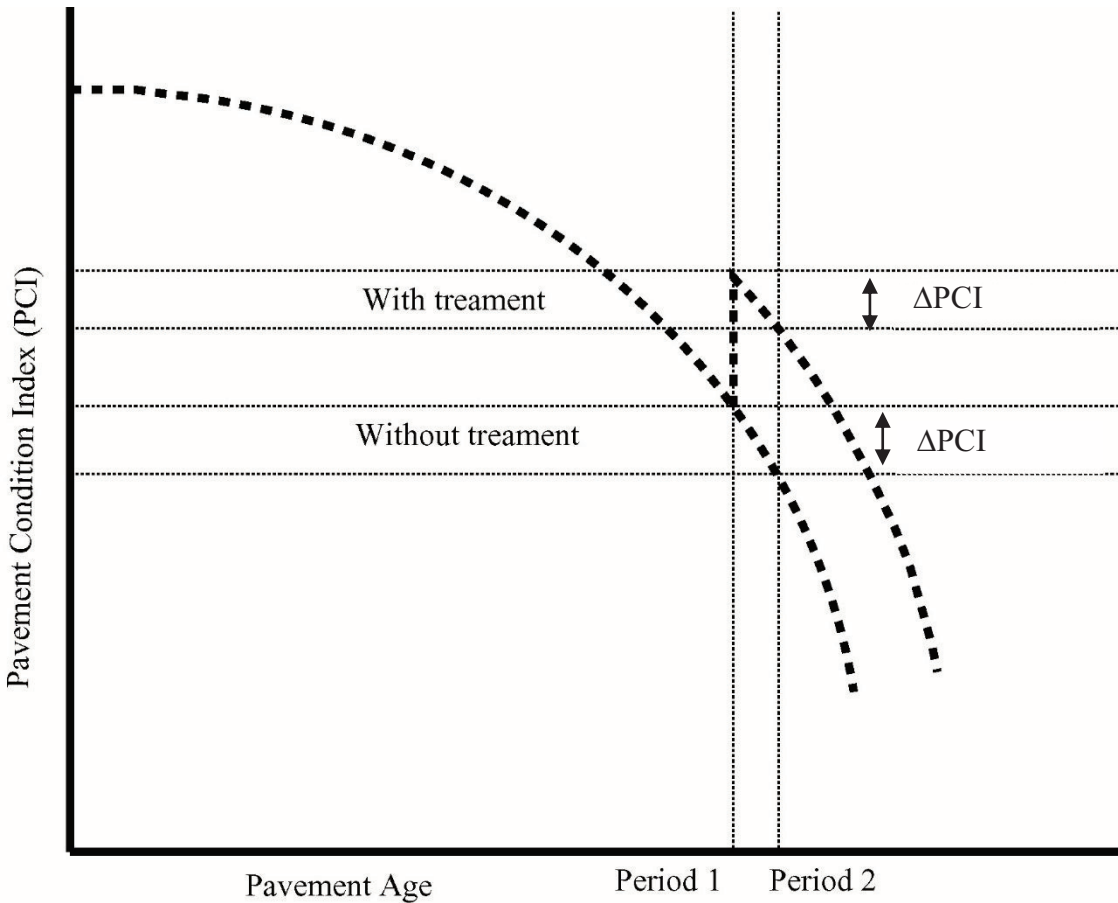 Pavement Condition Index (PCI)
With treament
ΔPCI
Without treament
ΔPCI
Pavement Age
Period 1
Period 2